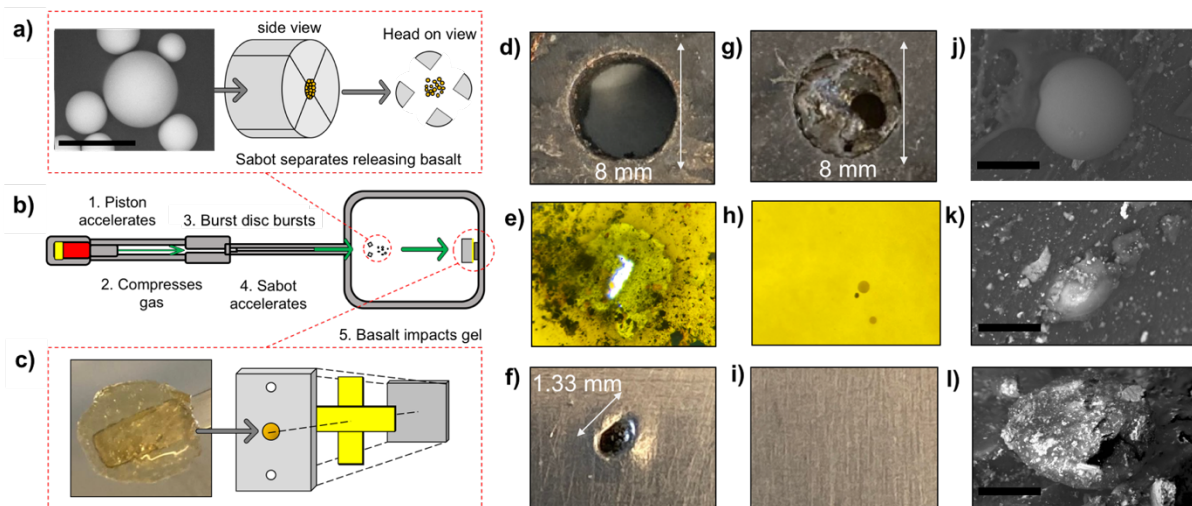 a)
side view
Head on view
Sabot separates releasing basalt
b)
1. Piston
accelerates
3. Burst disc bursts
2. Compresses
gas
4. Sabot
accelerates
5. Basalt impacts gel
c)
d)
8 mm
e)
f)
1.33 mm
g)
8 mm
h)
i)
j)
k)
l)